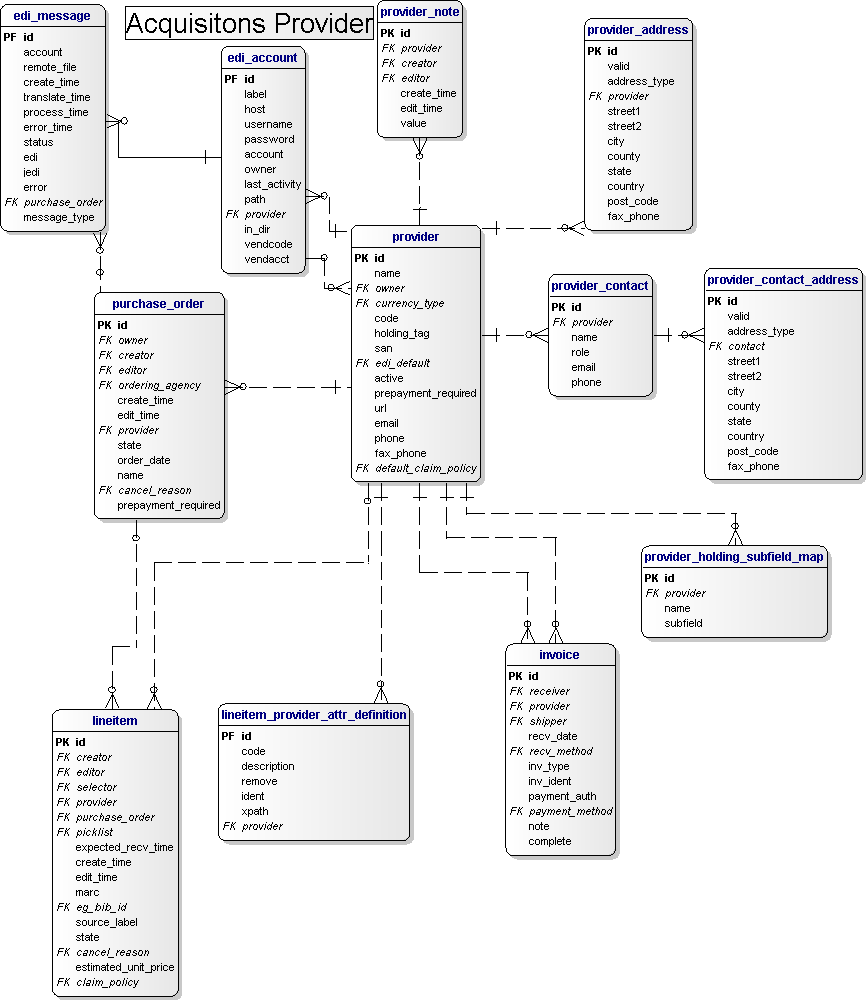 Acquisitons Provider
edi_message
PF id
account
remote_file
create_time
translate_time
process_time
error_time
status
edi
jedi
error
FK purchase_order
message_type
edi_account
PF id
label
host
username
password
account
owner
last_activity
path
FK provider
in_dir
vendcode
vendacct
provider_note
PK id
FK provider
FK creator
FK editor
create_time
edit_time
value
provider_address
PK id
valid
address_type
FK provider
street1
street2
city
county
state
country
post_code
fax_phone
provider
PK id
name
FK owner
FK currency_type
code
holding_tag
san
FK edi_default
active
prepayment_required
url
email
phone
fax_phone
FK default_claim_policy
provider_contact
PK id
FK provider
name
role
email
phone
provider_contact_address
PK id
valid
address_type
FK contact
street1
street2
city
county
state
country
post_code
fax_phone
purchase_order
PK id
FK owner
FK creator
FK editor
FK ordering_agency
create_time
edit_time
FK provider
state
order_date
name
FK cancel_reason
prepayment_required
provider_holding_subfield_map
PK id
FK provider
name
subfield
lineitem
PK id
FK creator
FK editor
FK selector
FK provider
FK purchase_order
FK picklist
expected_recv_time
create_time
edit_time
marc
FK eg_bib_id
source_label
state
FK cancel_reason
estimated_unit_price
FK claim_policy
lineitem_provider_attr_definition
PF id
code
description
remove
ident
xpath
FK provider
invoice
PK id
FK receiver
FK provider
FK shipper
recv_date
FK recv_method
inv_type
inv_ident
payment_auth
FK payment_method
note
complete